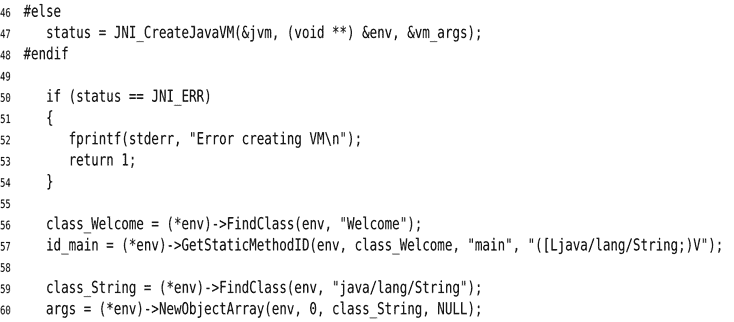 46 #else
47    status = JNI_CreateJavaVM(&jvm, (void **) &env, &vm_args);
48 #endif
49
50    if (status == JNI_ERR)
51    {
52       fprintf(stderr, "Error creating VM\n");
53       return 1;
54    }
55
56    class_Welcome = (*env)->FindClass(env, "Welcome");
57    id_main = (*env)->GetStaticMethodID(env, class_Welcome, "main", "([Ljava/lang/String;)V");
58
59    class_String = (*env)->FindClass(env, "java/lang/String");
60    args = (*env)->NewObjectArray(env, 0, class_String, NULL);